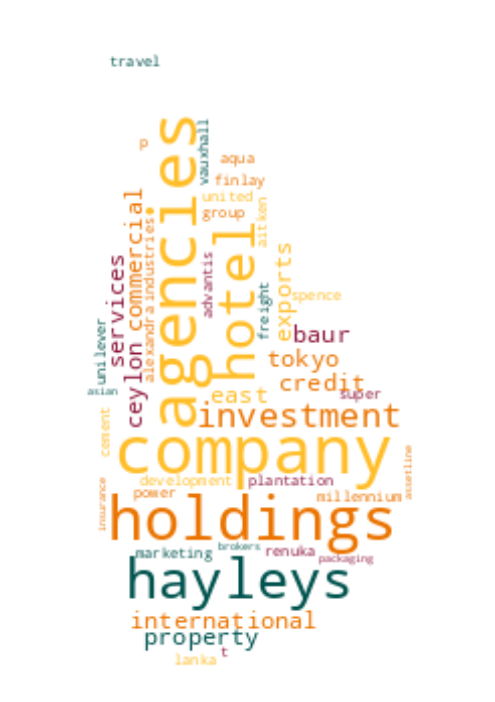 travel
agencies
vauxhall
p
aqua
finlay
united
group
aitken
commercial
industries
alexandra
hotel
advantis
services
exports
freight
spence
unilever
baur
ceylon
tokyo
credit
asian
super
east
investment
cement
company
assetline
development
plantation
insurance
power
millennium
holdings
brokers
marketing
renuka
packaging
hayleys
international
property
t
lanka